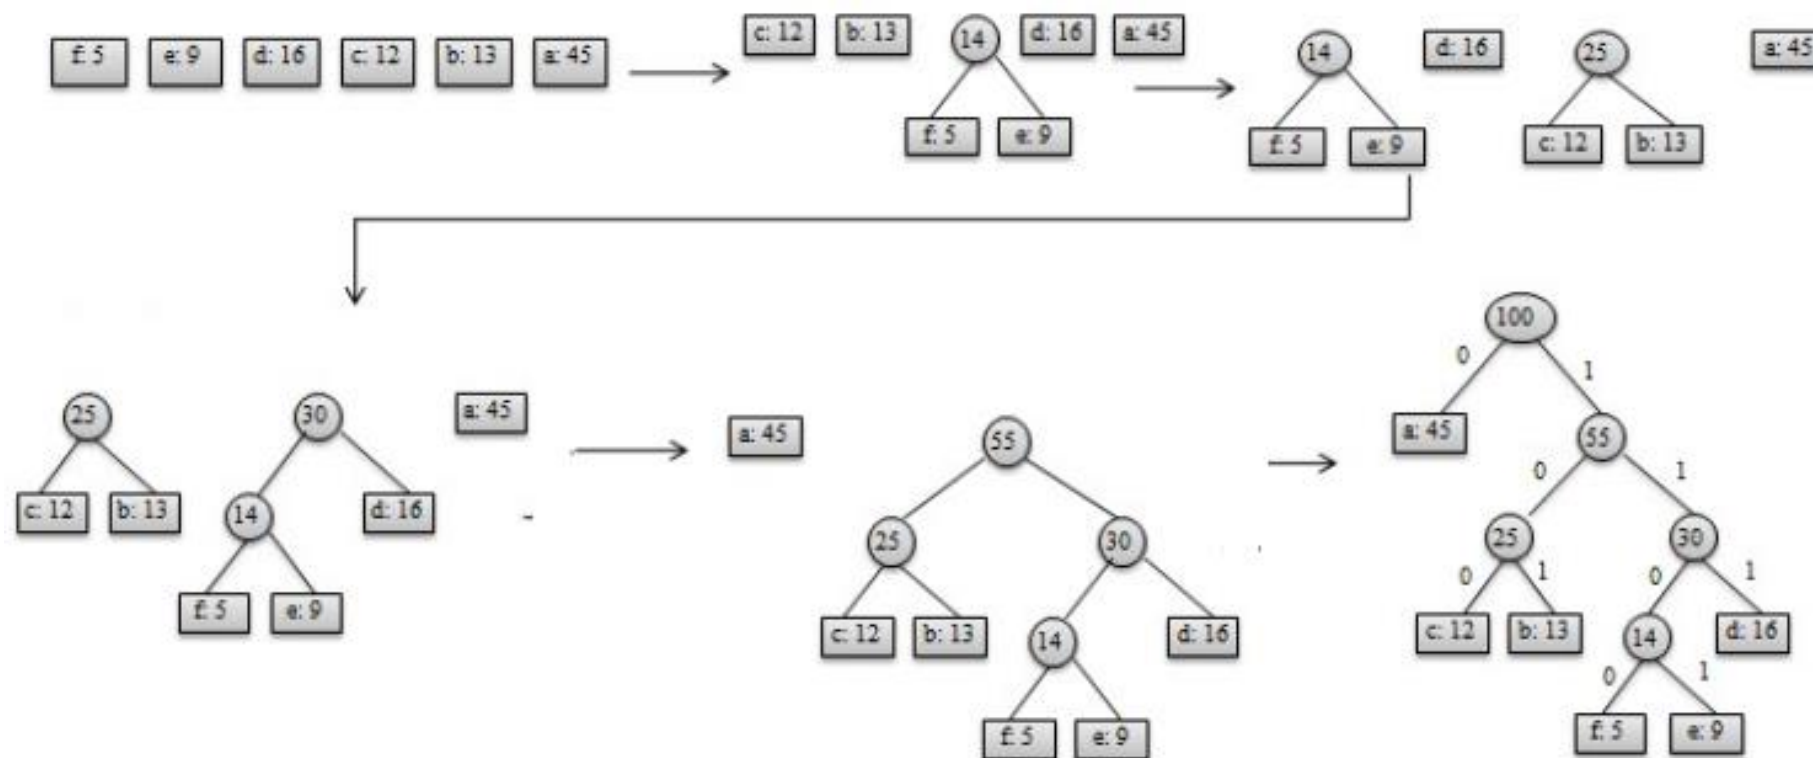 f: 5 e: 9 d: 16 c: 12 b: 13 a: 45
c: 12 b: 13 14 d: 16 a: 45
f: 5 e: 9
14 d: 16 25 a: 45
f: 5 e: 9 c: 12 b: 13
25 30 a: 45
c: 12 b: 13 14 d: 16
f: 5 e: 9
a: 45 55
25 30
c: 12 b: 13 14 d: 16
f: 5 e: 9
100
0 1
a: 45 55
0 1
25 30
0 1 0 1
c: 12 b: 13 14 d: 16
0 1
f: 5 e: 9